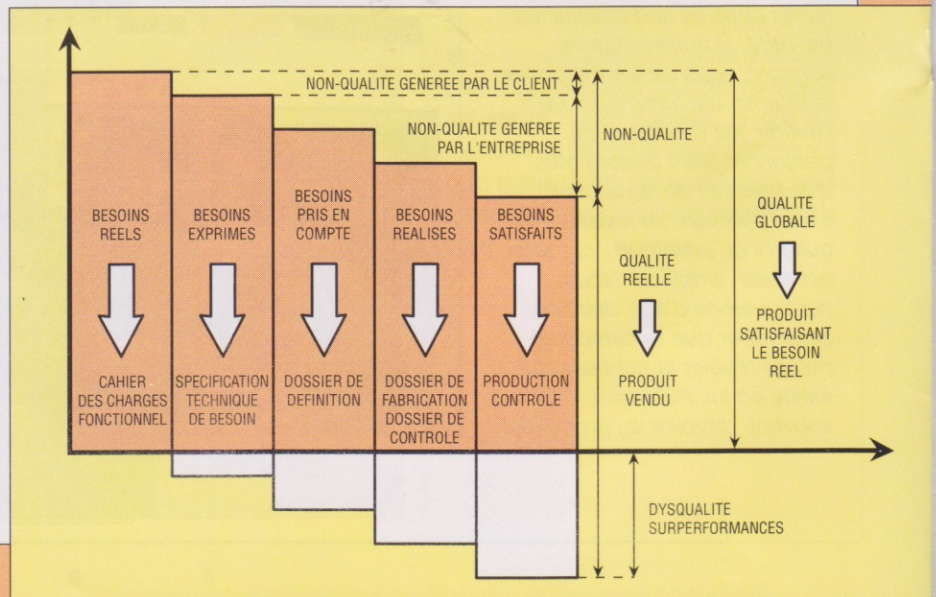 NON-QUALITE GENEREE PAR LE CLIENT
NON-QUALITE GENEREE
PAR L'ENTREPRISE
NON-QUALITE
BESOINS
REELS
CAHIER
DES CHARGES
FONCTIONNEL
BESOINS
EXPRIMES
SPECIFICATION
TECHNIQUE
DE BESOIN
BESOINS
PRIS EN
COMPTE
DOSSIER DE
DEFINITION
BESOINS
REALISES
DOSSIER DE
FABRICATION
DOSSIER DE
CONTROLE
BESOINS
SATISFAITS
PRODUCTION
CONTROLE
QUALITE
REELLE
PRODUIT
VENDU
QUALITE
GLOBALE
PRODUIT
SATISFAISANT
LE BESOIN
REEL
DYSQUALITE
SURPERFORMANCES